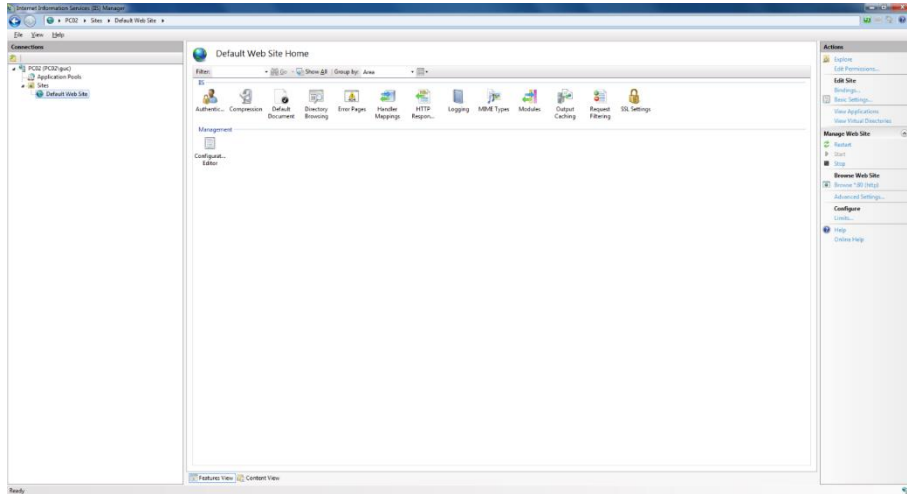 Internet Information Services (IIS) Manager
PC02 Sites Default Web Site
File View Help
Connections
PC02 (PC02\guc)
Application Pools
Sites
Default Web Site
Default Web Site Home
Filter: Go Show All Group by: Area
IIS
Authentic... Compression Default Document Directory Browsing Error Pages Handler Mappings HTTP Respon... Logging MIME Types Modules Output Caching Request Filtering SSL Settings
Management
Configurat... Editor
Features View Content View
Ready
Actions
Explore
Edit Permissions...
Edit Site
Bindings...
Basic Settings...
View Applications
View Virtual Directories
Manage Web Site
Restart
Start
Stop
Browse Web Site
Browse *:80 (http)
Advanced Settings...
Configure
Limits...
Help
Online Help